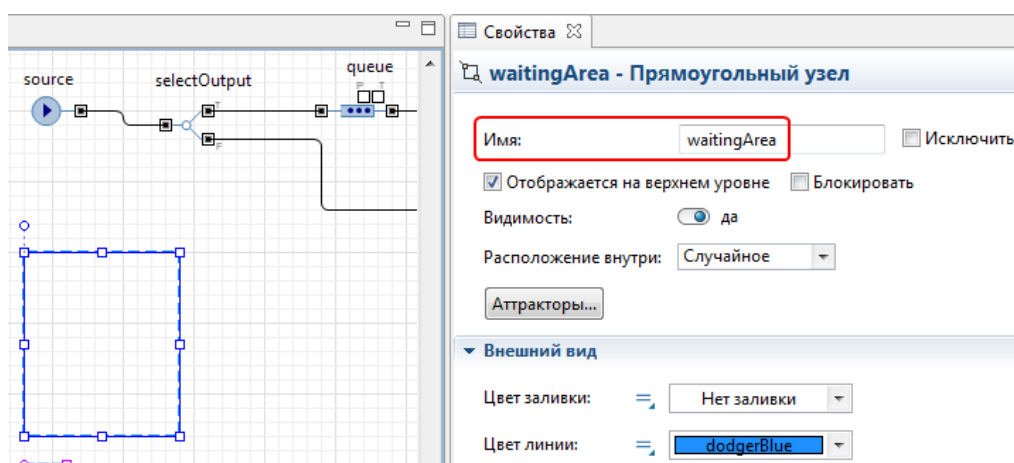 source
selectOutput
queue
P T
T
F
Свойства
waitingArea - Прямоугольный узел
Имя: waitingArea Исключить
Отображается на верхнем уровне Блокировать
Видимость: да
Расположение внутри: Случайное
Аттракторы...
Внешний вид
Цвет заливки: Нет заливки
Цвет линии: dodgerBlue